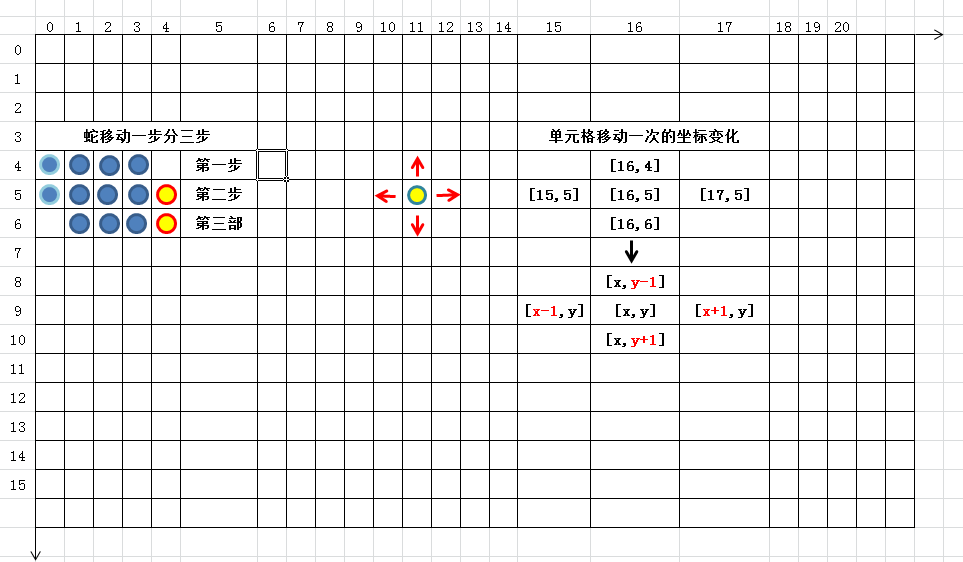 0 1 2 3 4 5 6 7 8 9 10 11 12 13 14 15 16 17 18 19 20
0
1
2
3 蛇移动一步分三步 单元格移动一次的坐标变化
4 第一步 [16,4]
5 第二步 [15,5] [16,5] [17,5]
6 第三部 [16,6]
7
8 [x,y-1]
9 [x-1,y] [x,y] [x+1,y]
10 [x,y+1]
11
12
13
14
15